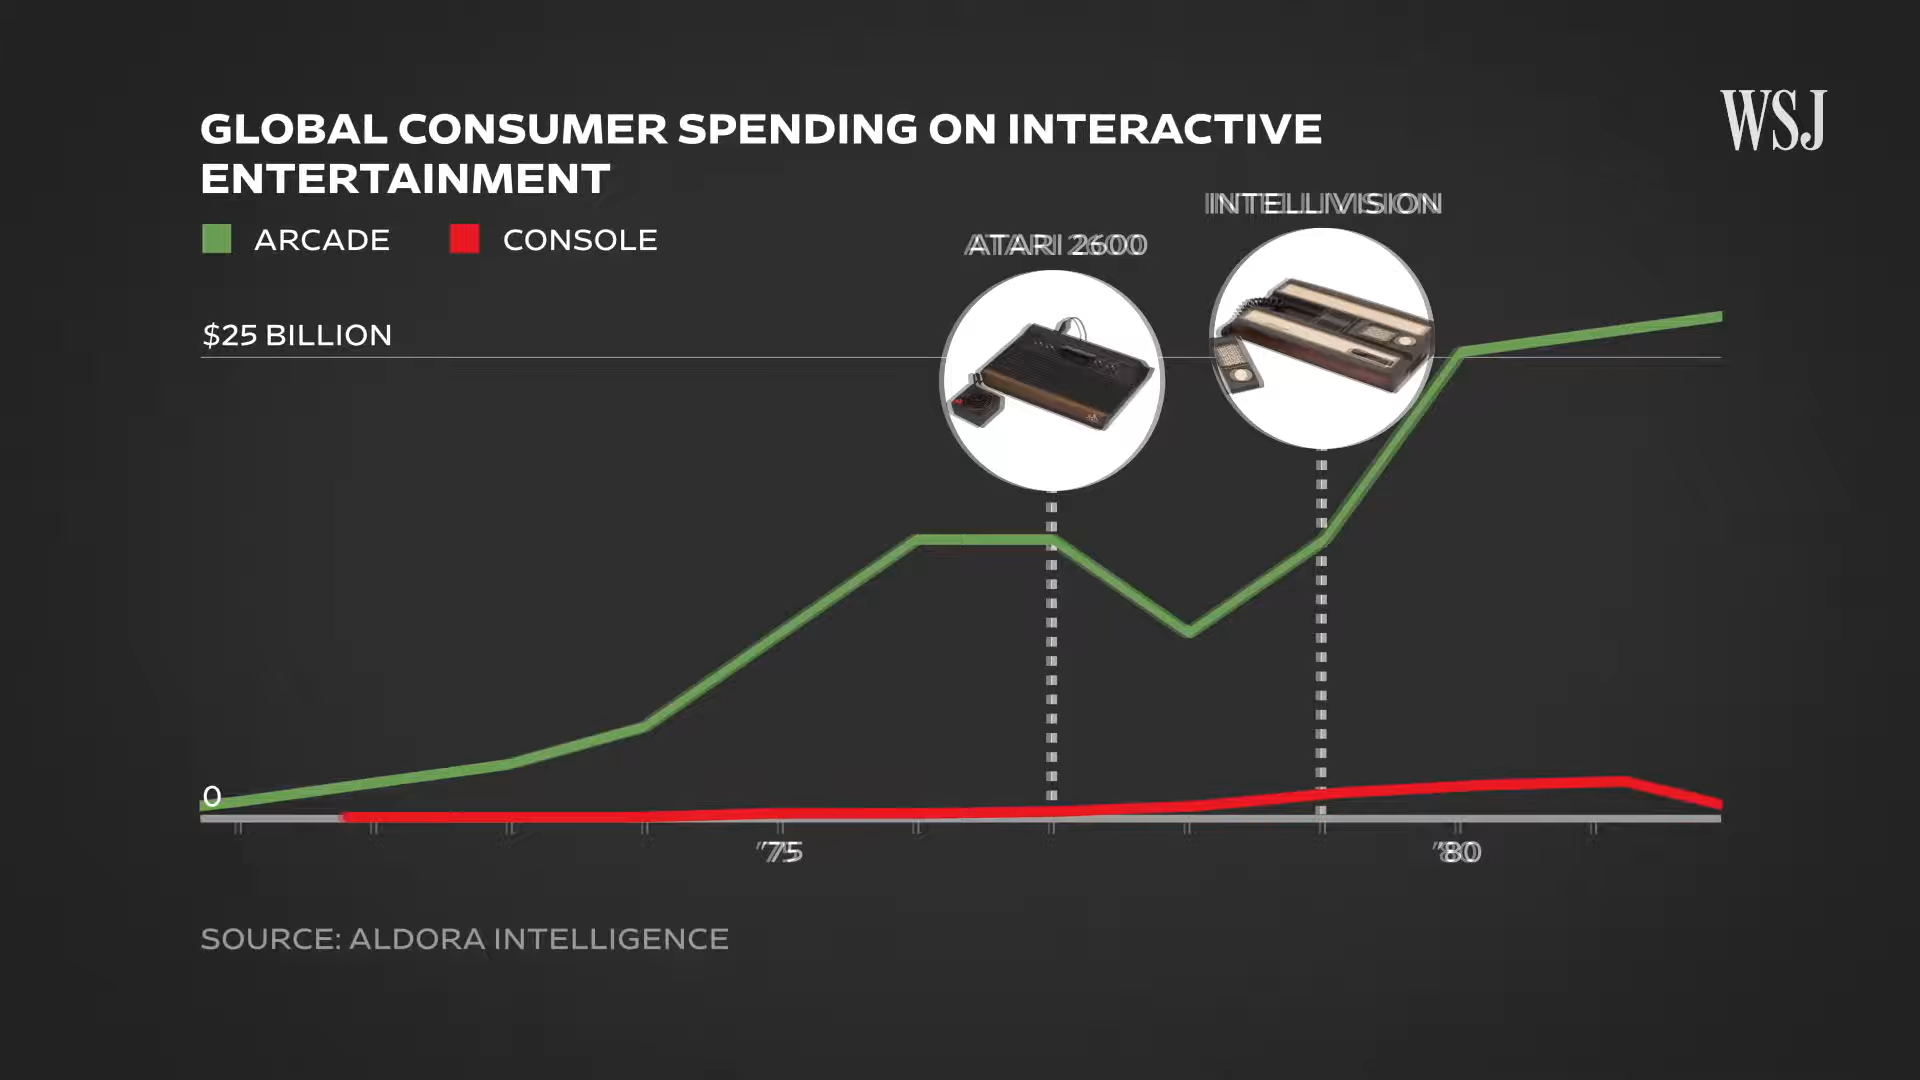 GLOBAL CONSUMER SPENDING ON INTERACTIVE
ENTERTAINMENT
WSJ
ARCADE CONSOLE
INTELLIVISION
ATARI 2600
$25 BILLION
0
'75 '80
SOURCE: ALDORA INTELLIGENCE